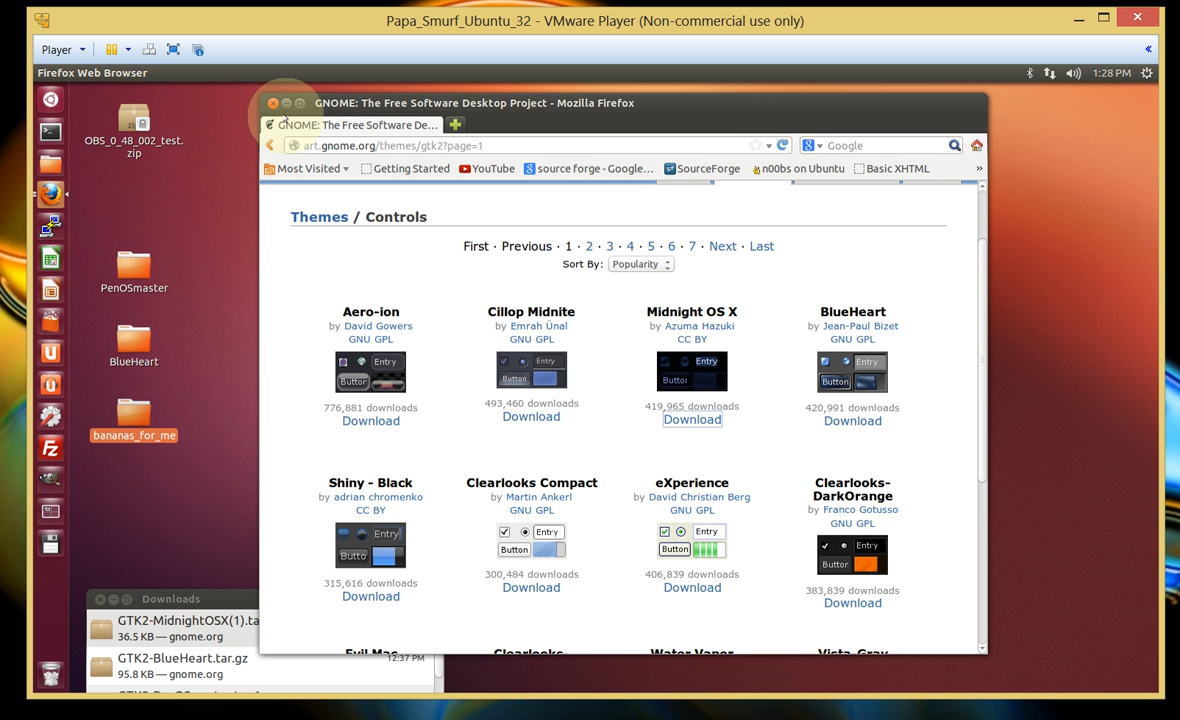 Papa_Smurf_Ubuntu_32 - VMware Player (Non-commercial use only)
Player
Firefox Web Browser
1:28 PM
OBS_0_48_002_test.
zip
PenOSmaster
BlueHeart
bananas_for_me
GNOME: The Free Software Desktop Project - Mozilla Firefox
GNOME: The Free Software De...
art.gnome.org/themes/gtk2?page=1
Google
Most Visited
Getting Started
YouTube
source forge - Google...
SourceForge
n00bs on Ubuntu
Basic XHTML
»
Themes / Controls
First · Previous · 1 · 2 · 3 · 4 · 5 · 6 · 7 · Next · Last
Sort By: Popularity
Aero-ion
by David Gowers
GNU GPL
Entry
Buttor
776,881 downloads
Download
Cillop Midnite
by Emrah Ünal
GNU GPL
Entry
Button
493,460 downloads
Download
Midnight OS X
by Azuma Hazuki
CC BY
Entry
Buttor
419,965 downloads
Download
BlueHeart
by Jean-Paul Bizet
GNU GPL
Entry
Button
420,991 downloads
Download
Shiny - Black
by adrian chromenko
CC BY
Entry
Butto
315,616 downloads
Download
Clearlooks Compact
by Martin Ankerl
GNU GPL
Entry
Button
300,484 downloads
Download
eXperience
by David Christian Berg
GNU GPL
Entry
Button
406,839 downloads
Download
Clearlooks-
DarkOrange
by Franco Gotusso
GNU GPL
Entry
Buttor
383,839 downloads
Download
Evil Mac
Clearlooks-
Water Vapor
Vista-Gray
Downloads
GTK2-MidnightOSX(1).ta
36.5 KB — gnome.org
GTK2-BlueHeart.tar.gz
12:37 PM
95.8 KB — gnome.org